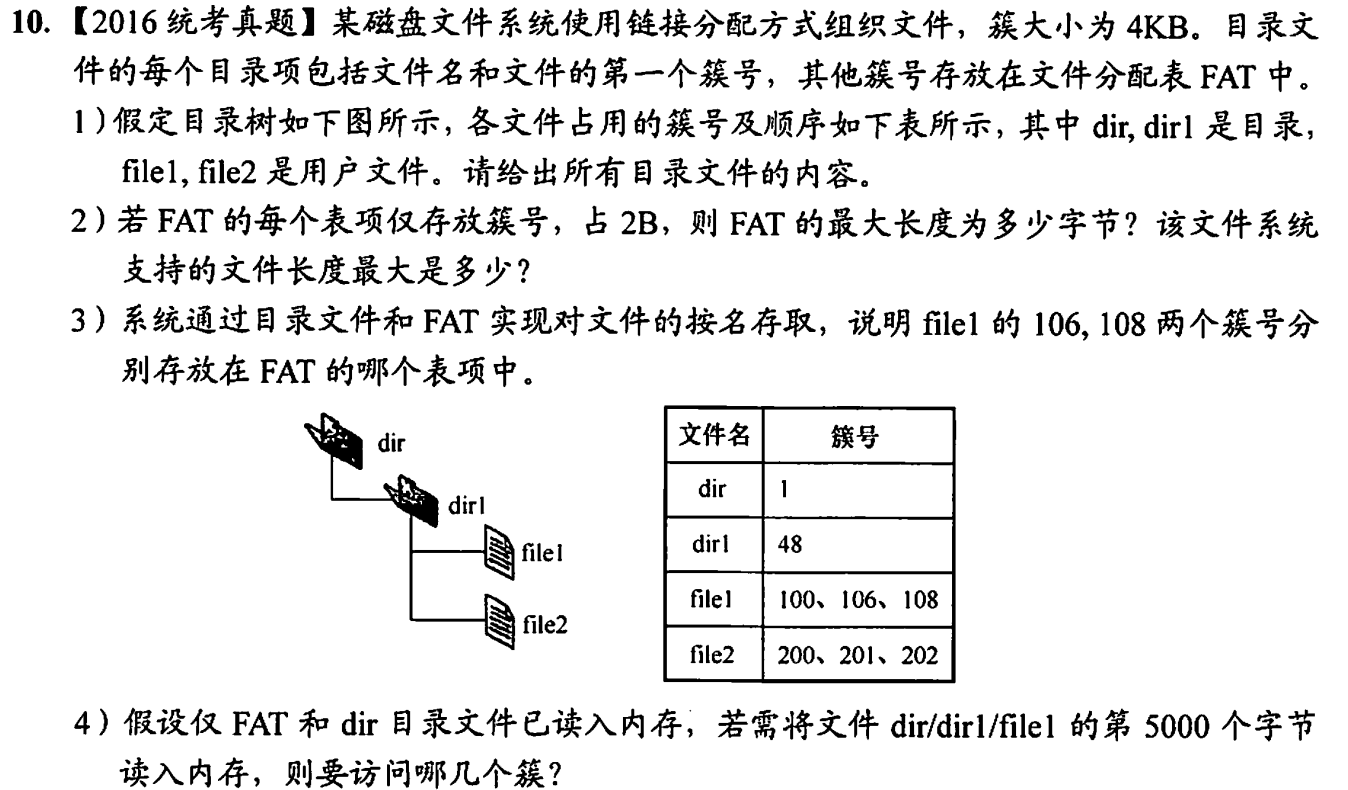 10. 【2016统考真题】某磁盘文件系统使用链接分配方式组织文件，簇大小为 4KB。目录文
件的每个目录项包括文件名和文件的第一个簇号，其他簇号存放在文件分配表 FAT 中。
1）假定目录树如下图所示，各文件占用的簇号及顺序如下表所示，其中 dir, dir1 是目录，
file1, file2 是用户文件。请给出所有目录文件的内容。
2）若 FAT 的每个表项仅存放簇号，占 2B，则 FAT 的最大长度为多少字节？该文件系统
支持的文件长度最大是多少？
3）系统通过目录文件和 FAT 实现对文件的按名存取，说明 file1 的 106, 108 两个簇号分
别存放在 FAT 的哪个表项中。
dir
dir1
file1
file2
文件名 簇号
dir 1
dir1 48
file1 100、106、108
file2 200、201、202
4）假设仅 FAT 和 dir 目录文件已读入内存，若需将文件 dir/dir1/file1 的第 5000 个字节
读入内存，则要访问哪几个簇？